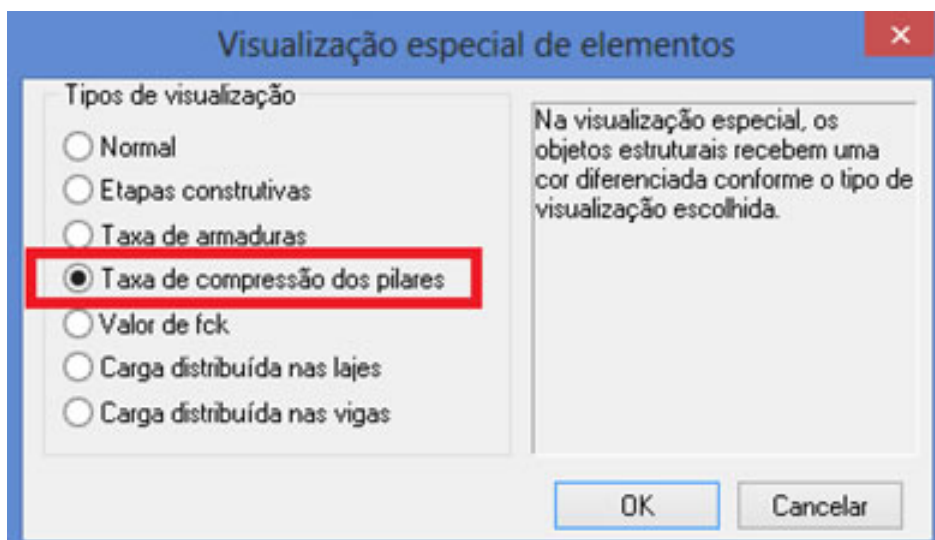 Visualização especial de elementos
Tipos de visualização
Normal
Etapas construtivas
Taxa de armaduras
Taxa de compressão dos pilares
Valor de fck
Carga distribuída nas lajes
Carga distribuída nas vigas
Na visualização especial, os
objetos estruturais recebem uma
cor diferenciada conforme o tipo de
visualização escolhida.
OK
Cancelar